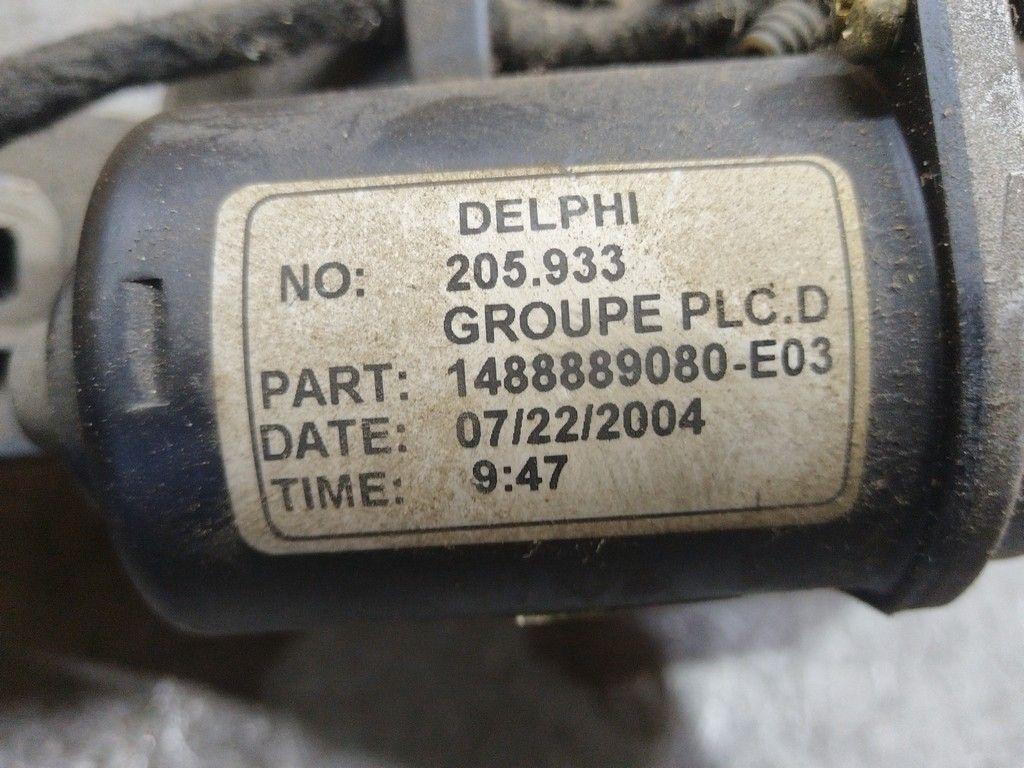 DELPHI
NO: 205.933
GROUPE PLC.D
PART: 1488889080-E03
DATE: 07/22/2004
TIME: 9:47